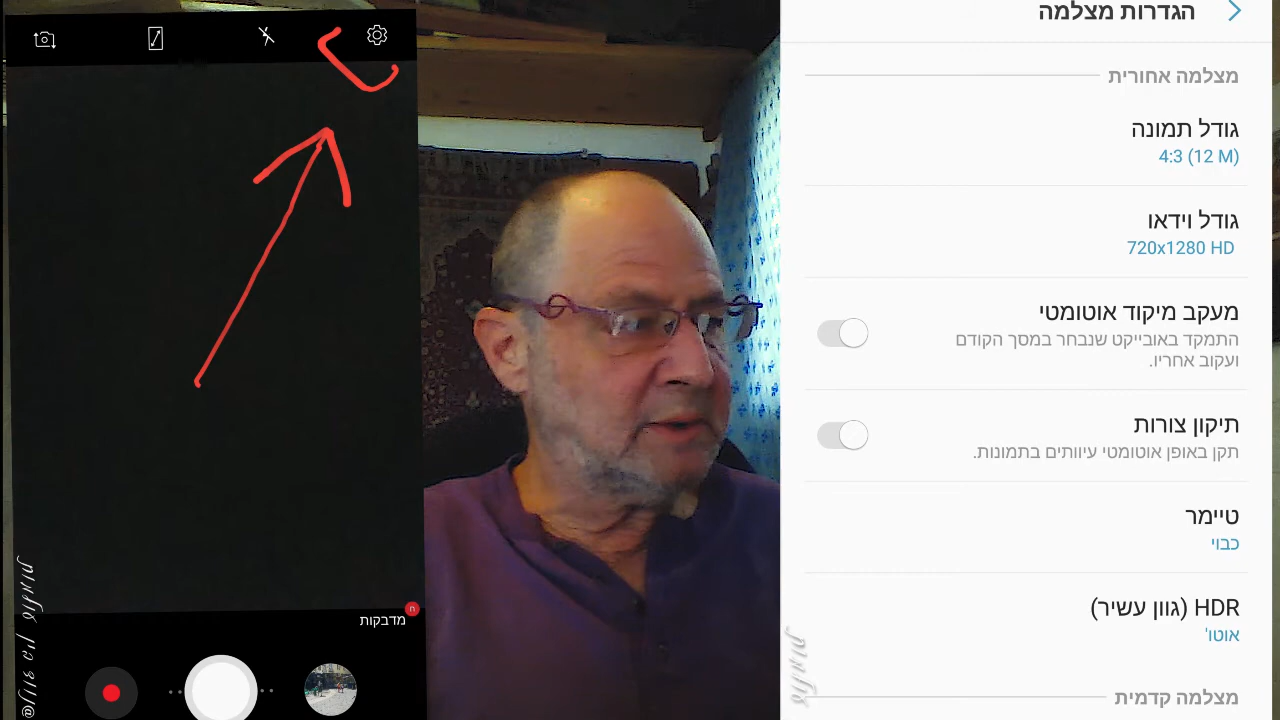 הגדרות מצלמה
מצלמה אחורית
גודל תמונה
4:3 (12 M)
גודל וידאו
720x1280 HD
מעקב מיקוד אוטומטי
התמקד באובייקט שנבחר במסך הקודם
ועקוב אחריו.
תיקון צורות
תקן באופן אוטומטי עיוותים בתמונות.
טיימר
כבוי
HDR (גוון עשיר)
אוטו'
מצלמה קדמית
מדבקות
n